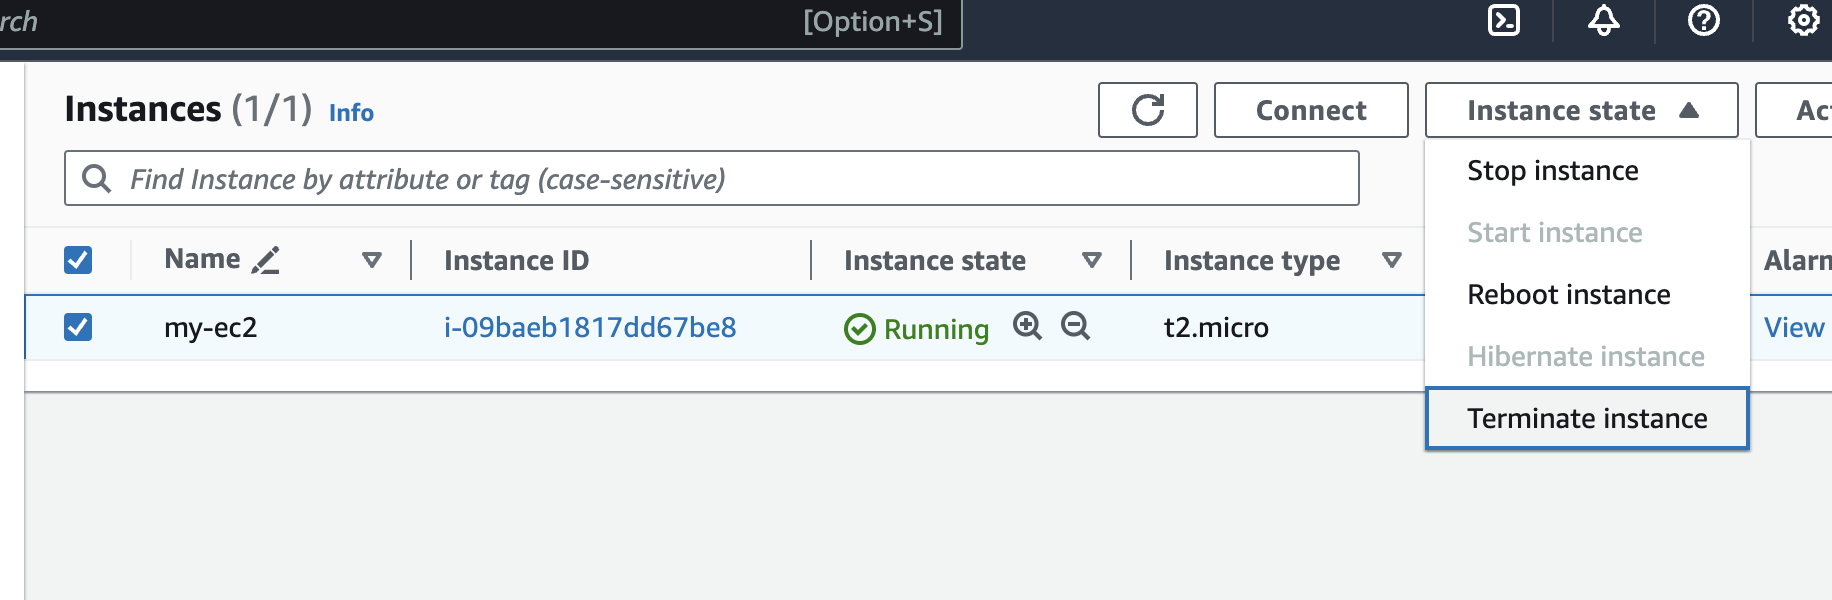 rch [Option+S]
Instances (1/1) Info
Connect
Instance state
Find Instance by attribute or tag (case-sensitive)
Stop instance
Start instance
Reboot instance
Hibernate instance
Terminate instance
Name Instance ID Instance state Instance type
my-ec2 i-09baeb1817dd67be8 Running t2.micro View